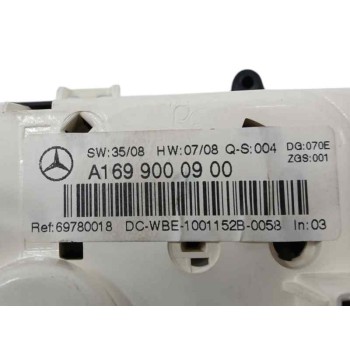 SW:35/08 HW:07/08 Q-S:004 DG:070E
ZGS:001
A169 900 09 00
Ref:69780018 DC-WBE-1001152B-0058 In:03